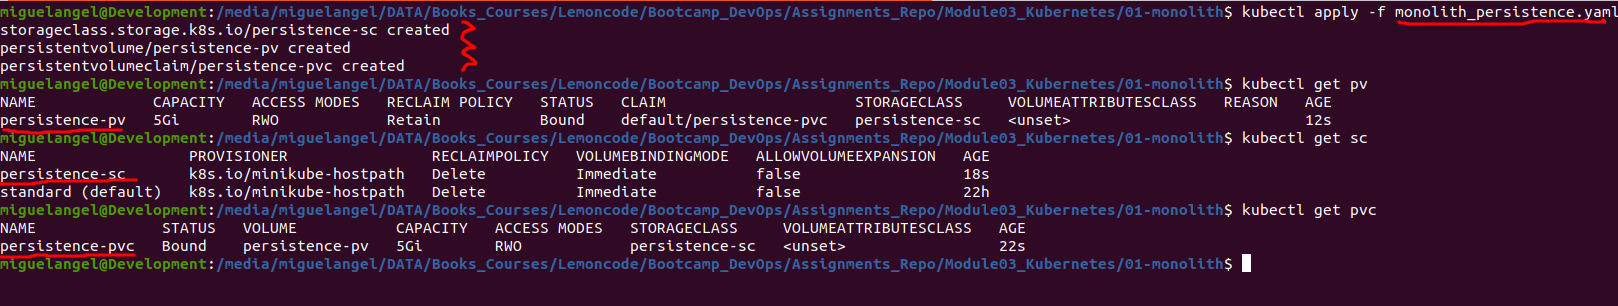 miguelangel@Development:/media/miguelangel/DATA/Books_Courses/Lemoncode/Bootcamp_DevOps/Assignments_Repo/Module03_Kubernetes/01-monolith$ kubectl apply -f monolith_persistence.yaml
storageclass.storage.k8s.io/persistence-sc created
persistentvolume/persistence-pv created
persistentvolumeclaim/persistence-pvc created
miguelangel@Development:/media/miguelangel/DATA/Books_Courses/Lemoncode/Bootcamp_DevOps/Assignments_Repo/Module03_Kubernetes/01-monolith$ kubectl get pv
NAME CAPACITY ACCESS MODES RECLAIM POLICY STATUS CLAIM STORAGECLASS VOLUMEATTRIBUTESCLASS REASON AGE
persistence-pv 5Gi RWO Retain Bound default/persistence-pvc persistence-sc <unset> 12s
miguelangel@Development:/media/miguelangel/DATA/Books_Courses/Lemoncode/Bootcamp_DevOps/Assignments_Repo/Module03_Kubernetes/01-monolith$ kubectl get sc
NAME PROVISIONER RECLAIMPOLICY VOLUMEBINDINGMODE ALLOWVOLUMEEXPANSION AGE
persistence-sc k8s.io/minikube-hostpath Delete Immediate false 18s
standard (default) k8s.io/minikube-hostpath Delete Immediate false 22h
miguelangel@Development:/media/miguelangel/DATA/Books_Courses/Lemoncode/Bootcamp_DevOps/Assignments_Repo/Module03_Kubernetes/01-monolith$ kubectl get pvc
NAME STATUS VOLUME CAPACITY ACCESS MODES STORAGECLASS VOLUMEATTRIBUTESCLASS AGE
persistence-pvc Bound persistence-pv 5Gi RWO persistence-sc <unset> 22s
miguelangel@Development:/media/miguelangel/DATA/Books_Courses/Lemoncode/Bootcamp_DevOps/Assignments_Repo/Module03_Kubernetes/01-monolith$